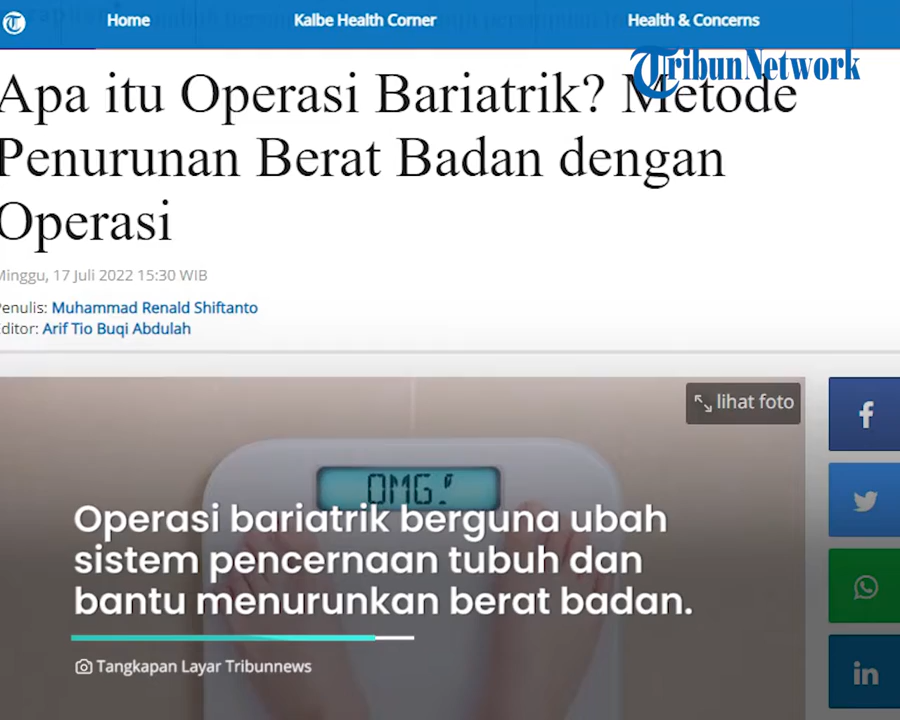 Home Kalbe Health Corner Health & Concerns
TribunNetwork
Apa itu Operasi Bariatrik? Metode
Penurunan Berat Badan dengan
Operasi
Minggu, 17 Juli 2022 15:30 WIB
Penulis: Muhammad Renald Shiftanto
Editor: Arif Tio Buqi Abdulah
lihat foto
OMG!
Operasi bariatrik berguna ubah
sistem pencernaan tubuh dan
bantu menurunkan berat badan.
Tangkapan Layar Tribunnews